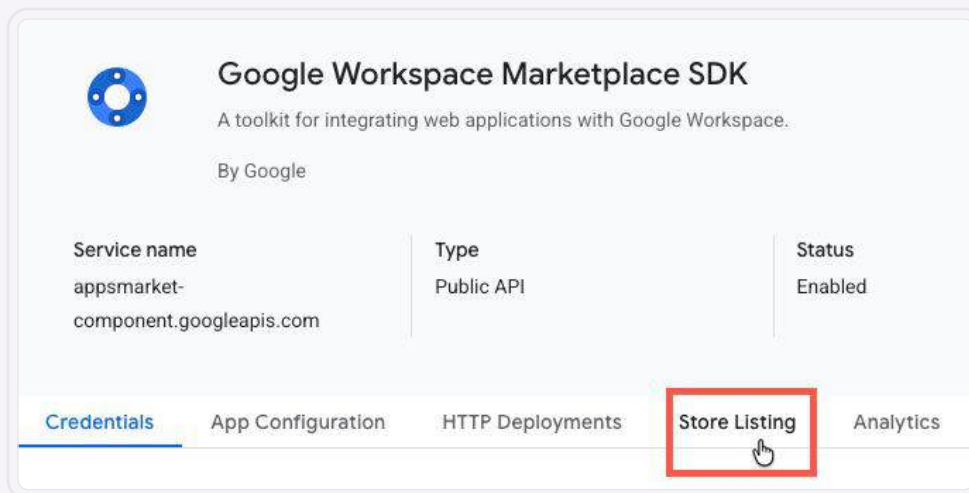 Google Workspace Marketplace SDK
A toolkit for integrating web applications with Google Workspace.
By Google
Service name
appsmarket-
component.googleapis.com
Type
Public API
Status
Enabled
Credentials
App Configuration
HTTP Deployments
Store Listing
Analytics